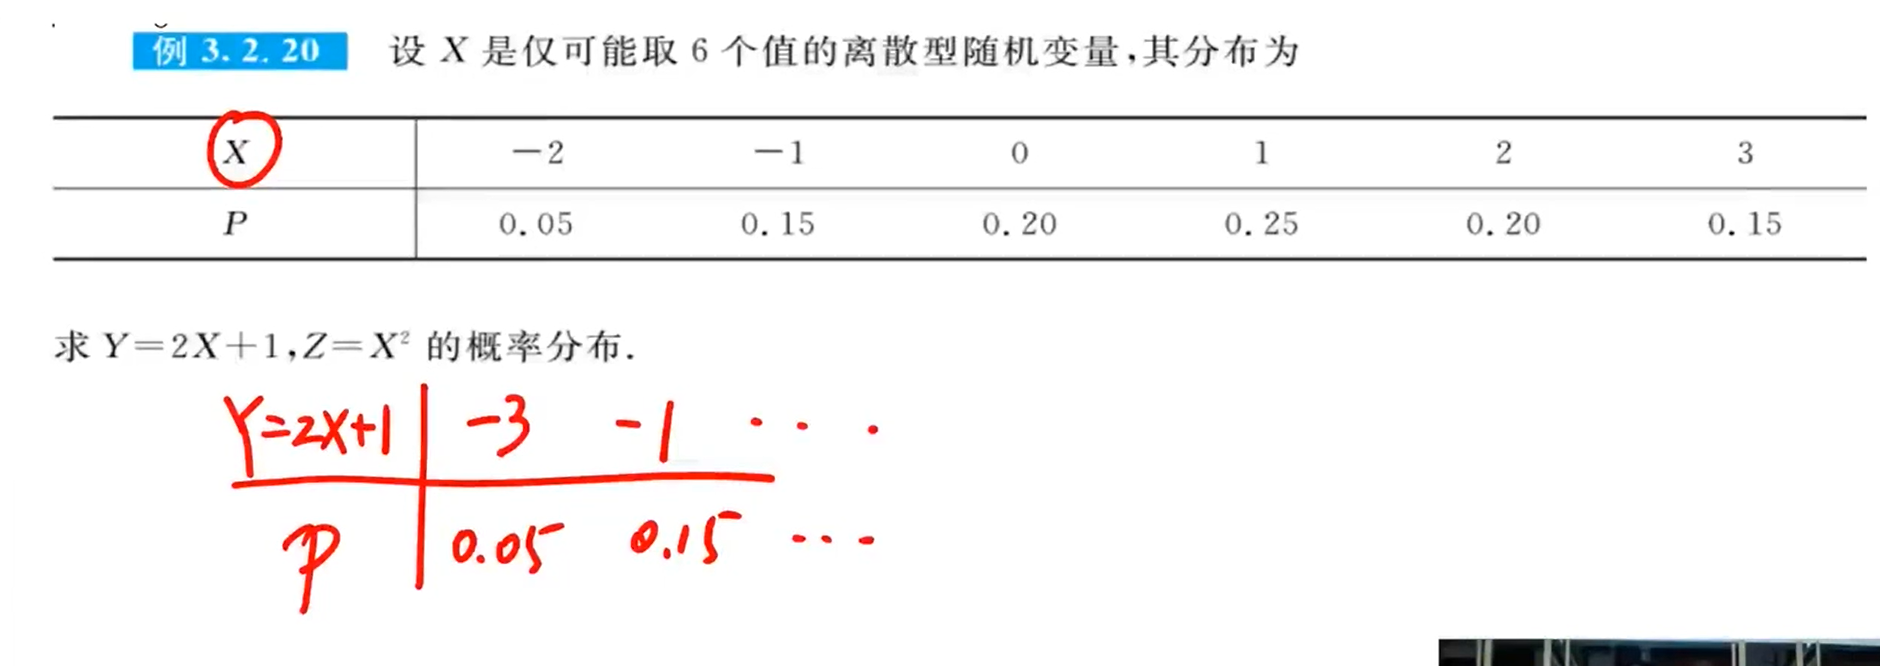 例 3.2.20 设 X 是仅可能取 6 个值的离散型随机变量,其分布为
X −2 −1 0 1 2 3
P 0.05 0.15 0.20 0.25 0.20 0.15
求 Y=2X+1,Z=X² 的概率分布.
Y=2X+1 -3 -1 ...
P 0.05 0.15 ...